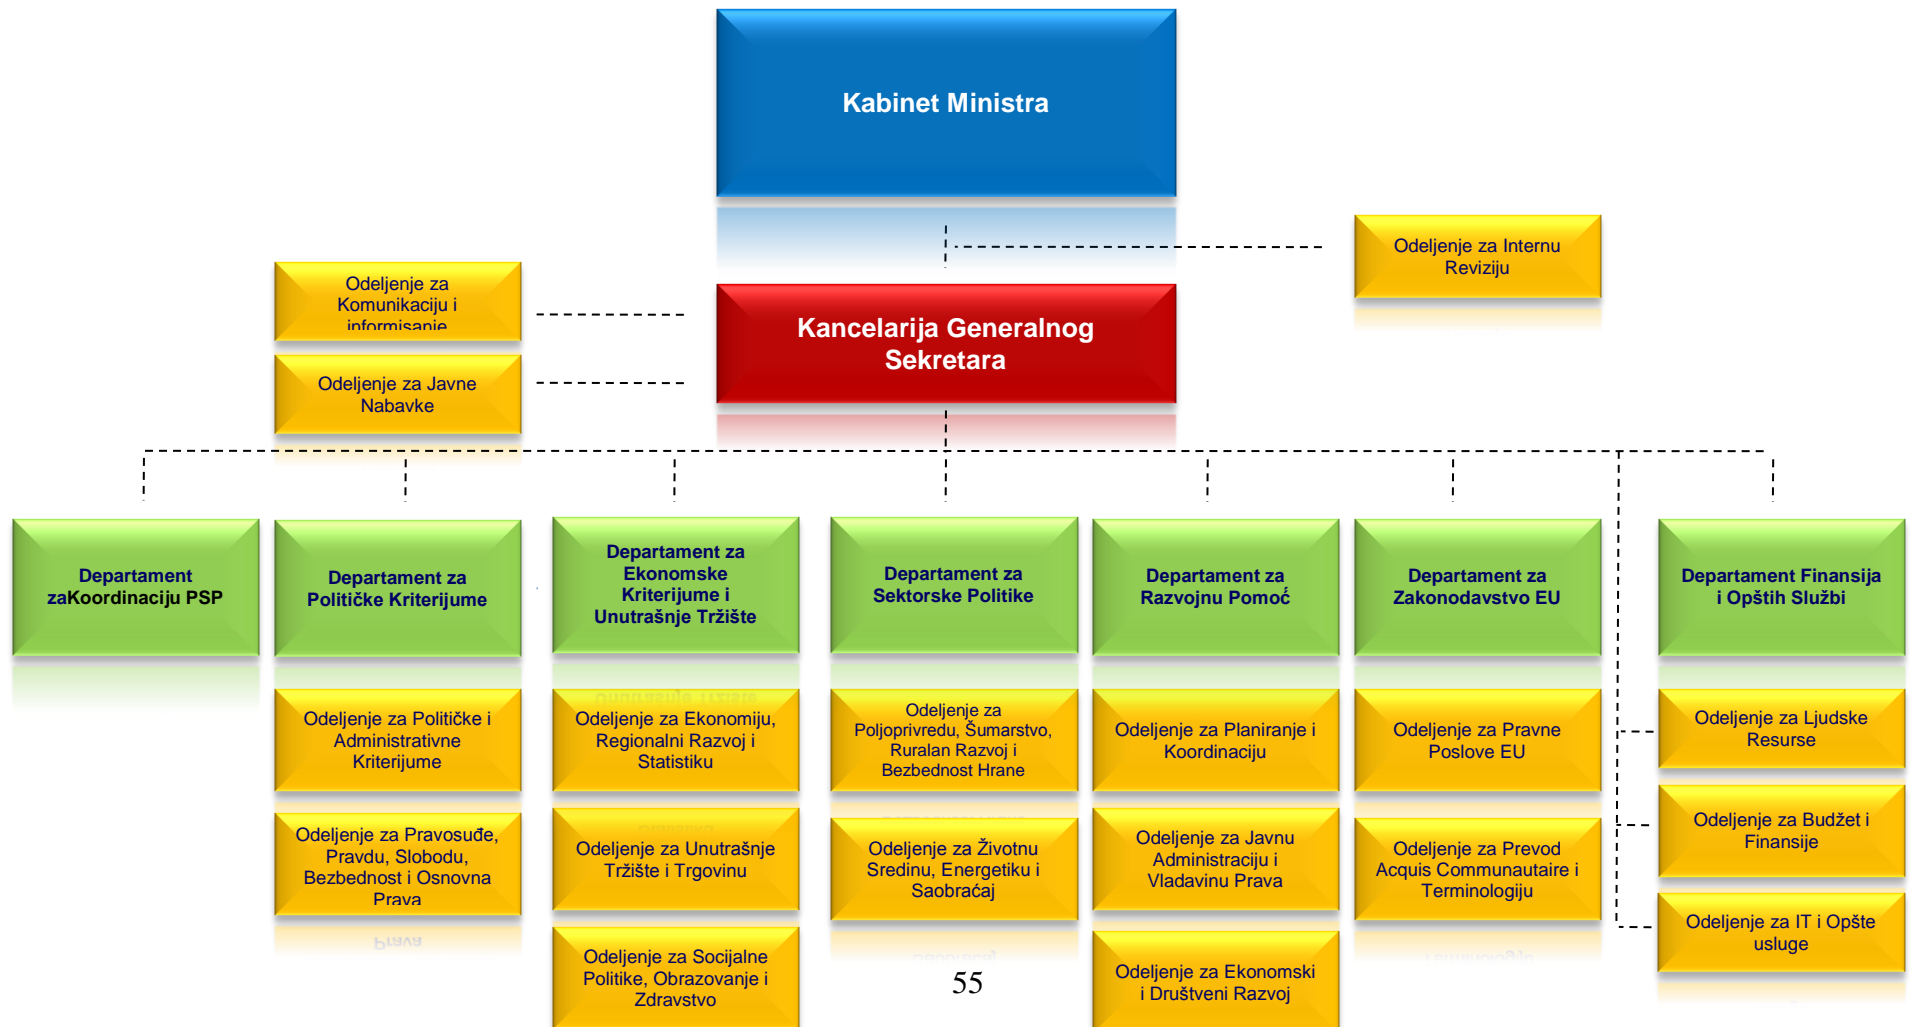 Kabinet Ministra
Odeljenje za Internu
Reviziju
Odeljenje za
Komunikaciju i
informisanje
Kancelarija Generalnog
Sekretara
Odeljenje za Javne
Nabavke
Departament
zaKoordinaciju PSP
Departament za
Političke Kriterijume
Departament za
Ekonomske
Kriterijume i
Unutrašnje Tržište
Departament za
Sektorske Politike
Departament za
Razvojnu Pomoć
Departament za
Zakonodavstvo EU
Departament Finansija
i Opštih Službi
Odeljenje za Političke i
Administrativne
Kriterijume
Odeljenje za Ekonomiju,
Regionalni Razvoj i
Statistiku
Odeljenje za
Poljoprivredu, Šumarstvo,
Ruralan Razvoj i
Bezbednost Hrane
Odeljenje za Planiranje i
Koordinaciju
Odeljenje za Pravne
Poslove EU
Odeljenje za Ljudske
Resurse
Odeljenje za Pravosuđe,
Pravdu, Slobodu,
Bezbednost i Osnovna
Prava
Odeljenje za Unutrašnje
Tržište i Trgovinu
Odeljenje za Životnu
Sredinu, Energetiku i
Saobraćaj
Odeljenje za Javnu
Administraciju i
Vladavinu Prava
Odeljenje za Prevod
Acquis Communautaire i
Terminologiju
Odeljenje za Budžet i
Finansije
Odeljenje za Socijalne
Politike, Obrazovanje i
Zdravstvo
Odeljenje za Ekonomski
i Društveni Razvoj
Odeljenje za IT i Opšte
usluge
55